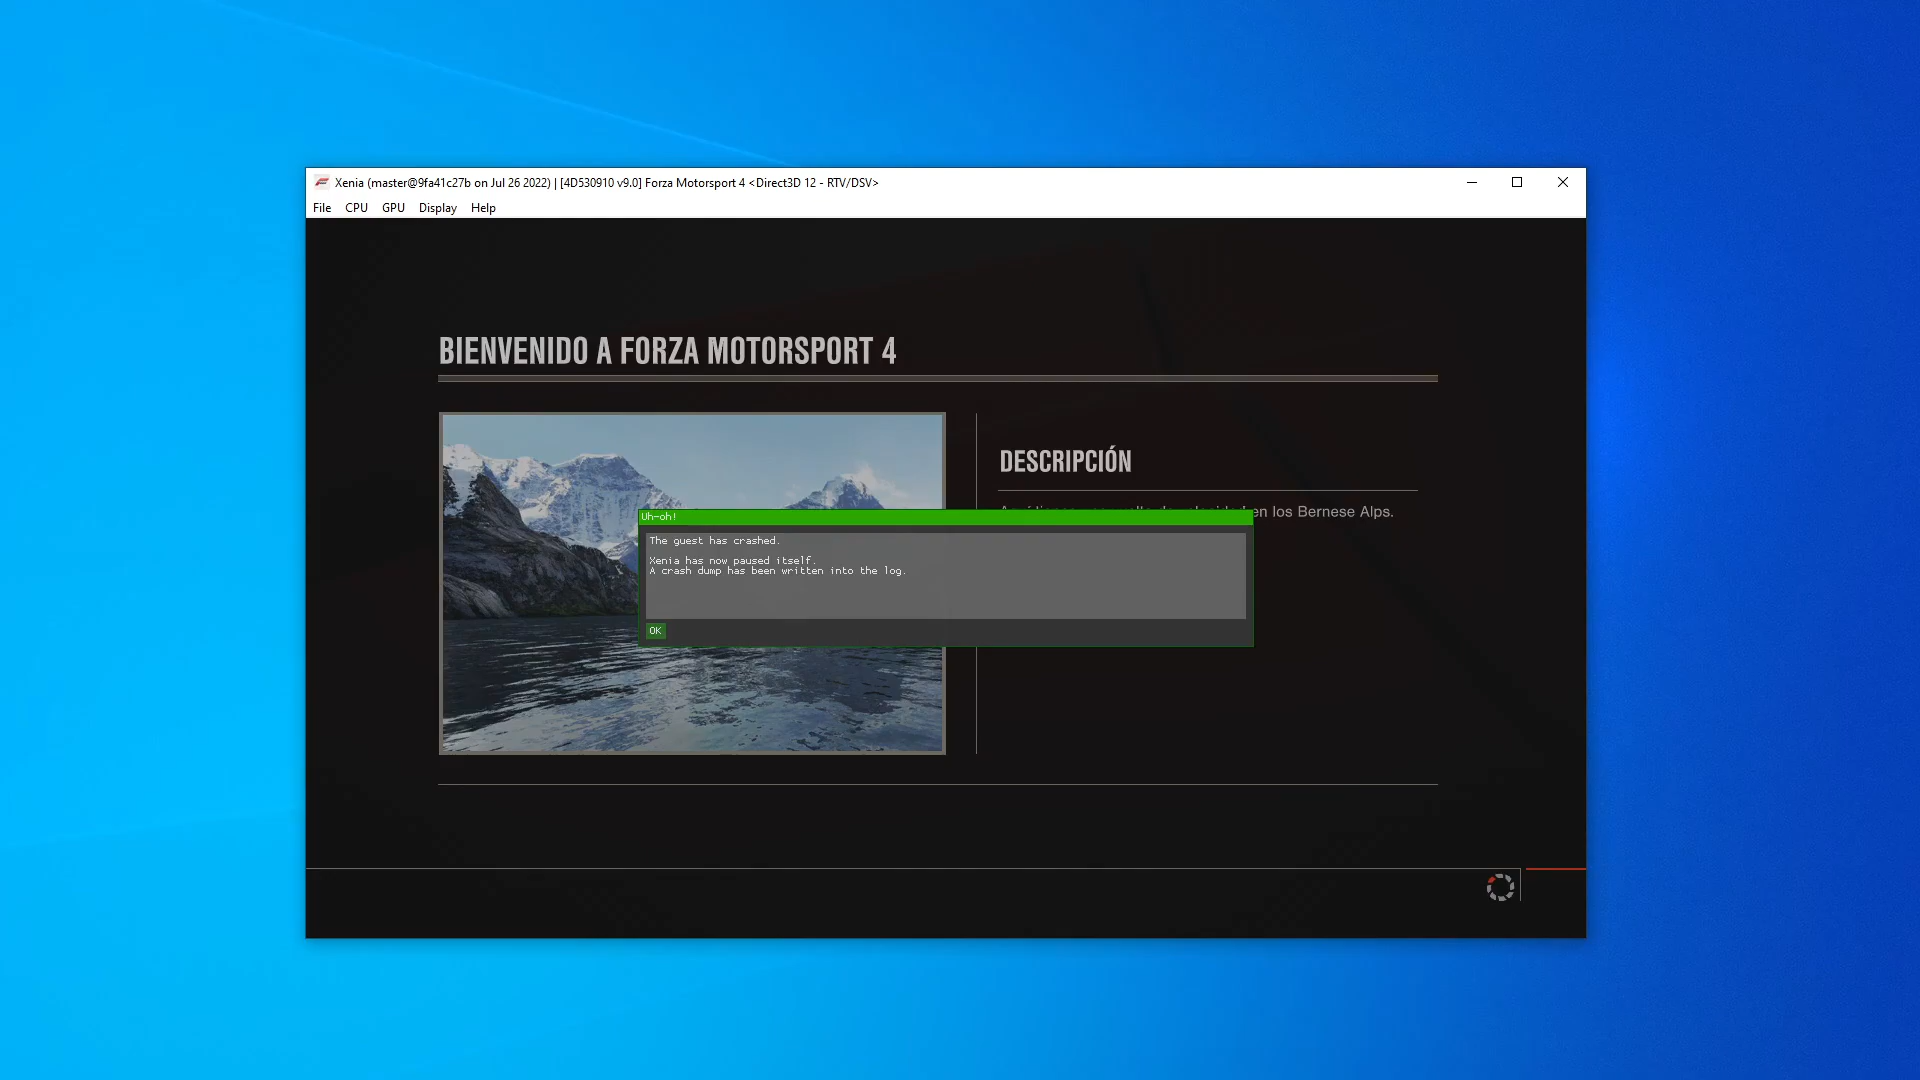 Xenia (master@9fa41c27b on Jul 26 2022) | [4D530910 v9.0] Forza Motorsport 4 <Direct3D 12 - RTV/DSV>
File CPU GPU Display Help
BIENVENIDO A FORZA MOTORSPORT 4
DESCRIPCIÓN
en los Bernese Alps.
Uh-oh!
The guest has crashed.
Xenia has now paused itself.
A crash dump has been written into the log.
OK